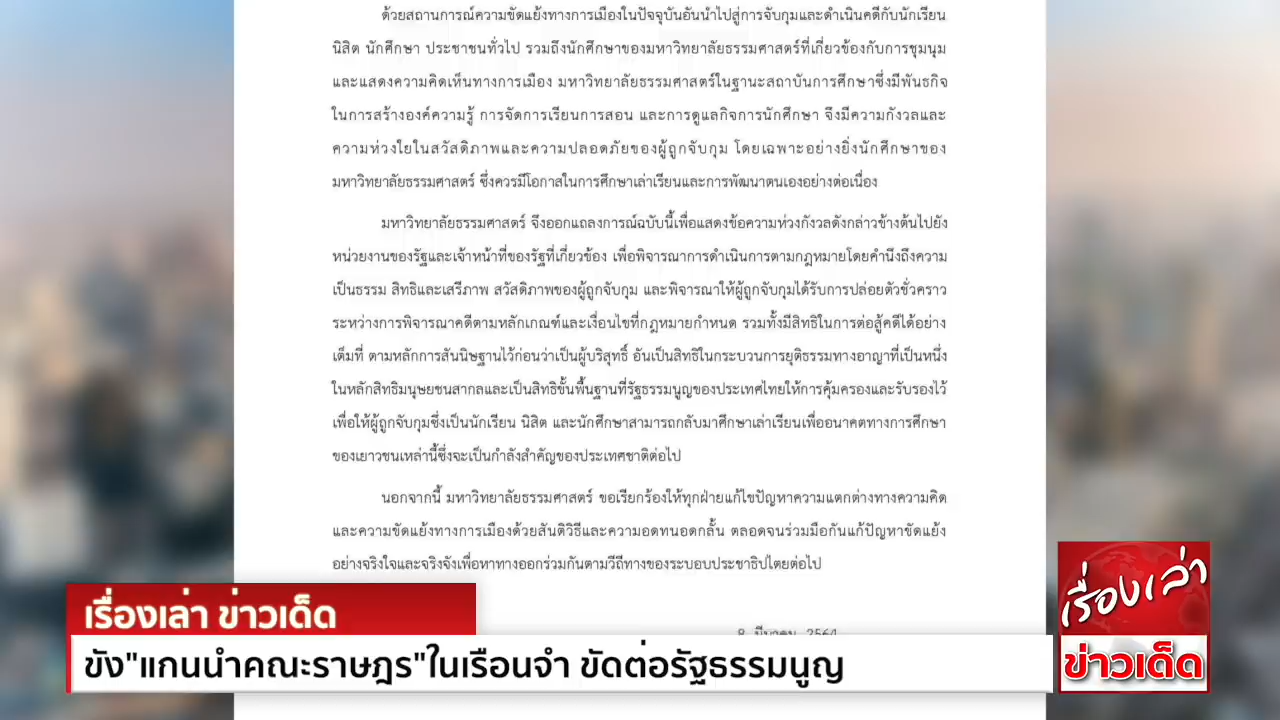 ด้วยสถานการณ์ความขัดแย้งทางการเมืองในปัจจุบันอันนำไปสู่การจับกุมและดำเนินคดีกับนักเรียน
นิสิต นักศึกษา ประชาชนทั่วไป รวมถึงนักศึกษาของมหาวิทยาลัยธรรมศาสตร์ที่เกี่ยวข้องกับการชุมนุม
และแสดงความคิดเห็นทางการเมือง มหาวิทยาลัยธรรมศาสตร์ในฐานะสถาบันการศึกษาซึ่งมีพันธกิจ
ในการสร้างองค์ความรู้ การจัดการเรียนการสอน และการดูแลกิจการนักศึกษา จึงมีความกังวลและ
ความห่วงใยในสวัสดิภาพและความปลอดภัยของผู้ถูกจับกุม โดยเฉพาะอย่างยิ่งนักศึกษาของ
มหาวิทยาลัยธรรมศาสตร์ ซึ่งควรมีโอกาสในการศึกษาเล่าเรียนและการพัฒนาตนเองอย่างต่อเนื่อง
มหาวิทยาลัยธรรมศาสตร์ จึงออกแถลงการณ์ฉบับนี้เพื่อแสดงข้อความห่วงกังวลดังกล่าวข้างต้นไปยัง
หน่วยงานของรัฐและเจ้าหน้าที่ของรัฐที่เกี่ยวข้อง เพื่อพิจารณาการดำเนินการตามกฎหมายโดยคำนึงถึงความ
เป็นธรรม สิทธิและเสรีภาพ สวัสดิภาพของผู้ถูกจับกุม และพิจารณาให้ผู้ถูกจับกุมได้รับการปล่อยตัวชั่วคราว
ระหว่างการพิจารณาคดีตามหลักเกณฑ์และเงื่อนไขที่กฎหมายกำหนด รวมทั้งมีสิทธิในการต่อสู้คดีได้อย่าง
เต็มที่ ตามหลักการสันนิษฐานไว้ก่อนว่าเป็นผู้บริสุทธิ์ อันเป็นสิทธิในกระบวนการยุติธรรมทางอาญาที่เป็นหนึ่ง
ในหลักสิทธิมนุษยชนสากลและเป็นสิทธิขั้นพื้นฐานที่รัฐธรรมนูญของประเทศไทยให้การคุ้มครองและรับรองไว้
เพื่อให้ผู้ถูกจับกุมซึ่งเป็นนักเรียน นิสิต และนักศึกษาสามารถกลับมาศึกษาเล่าเรียนเพื่ออนาคตทางการศึกษา
ของเยาวชนเหล่านี้ซึ่งจะเป็นกำลังสำคัญของประเทศชาติต่อไป
นอกจากนี้ มหาวิทยาลัยธรรมศาสตร์ ขอเรียกร้องให้ทุกฝ่ายแก้ไขปัญหาความแตกต่างทางความคิด
และความขัดแย้งทางการเมืองด้วยสันติวิธีและความอดทนอดกลั้น ตลอดจนร่วมมือกันแก้ปัญหาขัดแย้ง
อย่างจริงใจและจริงจังเพื่อหาทางออกร่วมกันตามวิถีทางของระบอบประชาธิปไตยต่อไป
8 มีนาคม 2564
เรื่องเล่า ข่าวเด็ด
ขัง"แกนนำคณะราษฎร"ในเรือนจำ ขัดต่อรัฐธรรมนูญ
เรื่องเล่า
ข่าวเด็ด